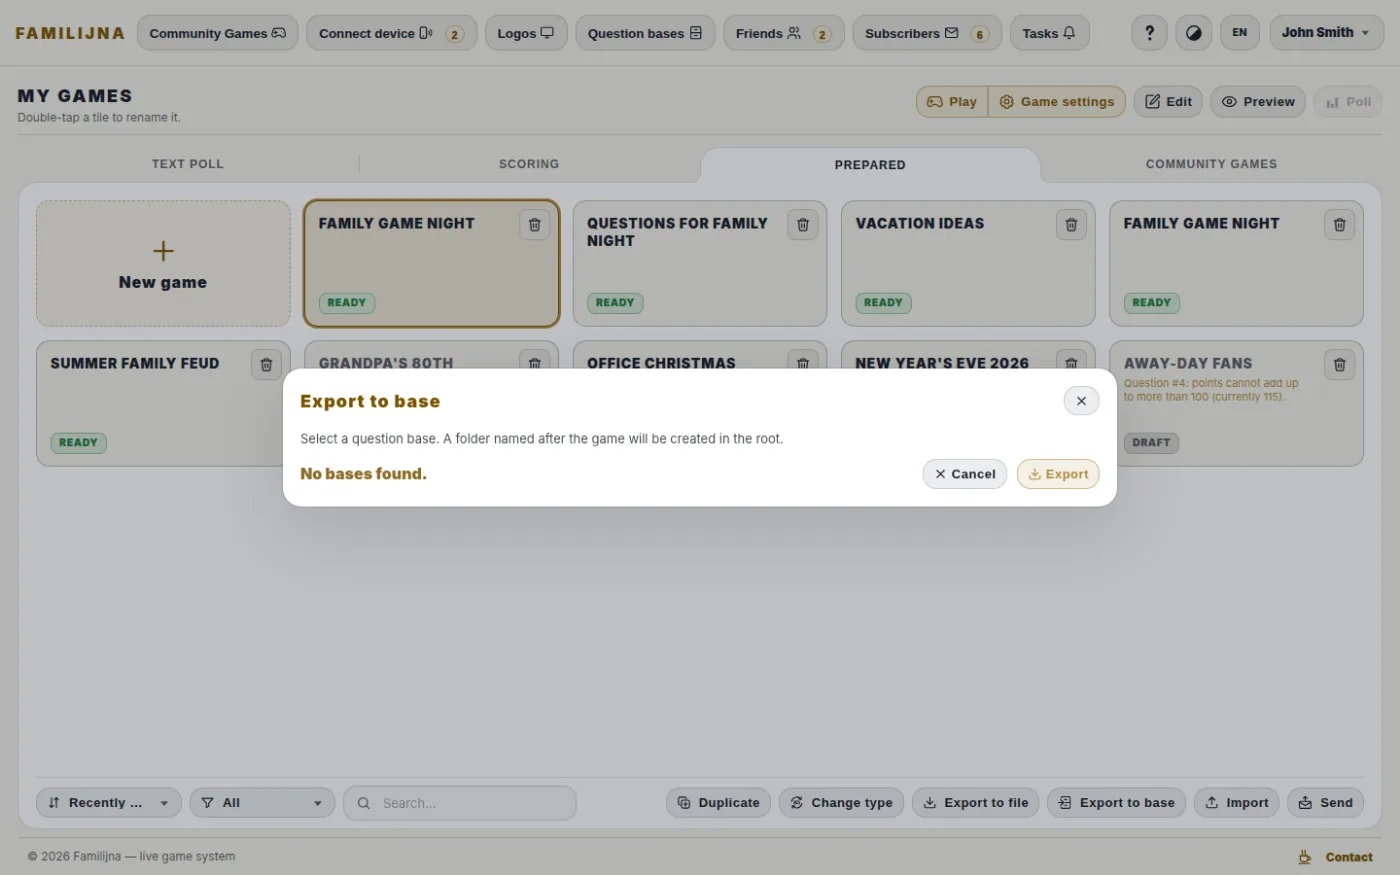 FAMILIJNA
Community Games
Connect device 2
Logos
Question bases
Friends 2
Subscribers 6
Tasks
?
EN
John Smith
MY GAMES
Double-tap a tile to rename it.
Play
Game settings
Edit
Preview
Poll
TEXT POLL
SCORING
PREPARED
COMMUNITY GAMES
New game
FAMILY GAME NIGHT
READY
QUESTIONS FOR FAMILY
NIGHT
READY
VACATION IDEAS
READY
FAMILY GAME NIGHT
READY
SUMMER FAMILY FEUD
READY
GRANDPA'S 80TH
OFFICE CHRISTMAS
NEW YEAR'S EVE 2026
AWAY-DAY FANS
Question #4: points cannot add up
to more than 100 (currently 115).
DRAFT
Export to base
Select a question base. A folder named after the game will be created in the root.
No bases found.
Cancel
Export
Recently ...
All
Search...
Duplicate
Change type
Export to file
Export to base
Import
Send
© 2026 Familijna — live game system
Contact